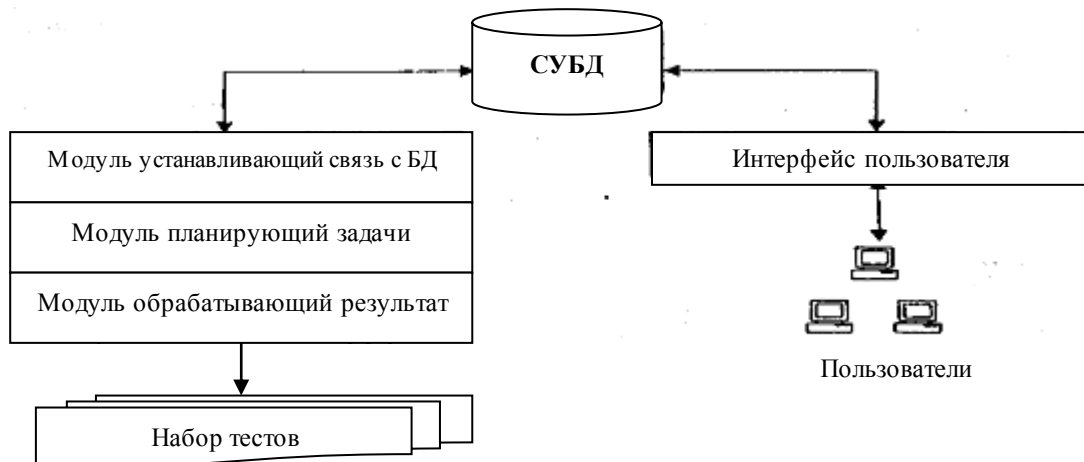 СУБД
Модуль устанавливающий связь с БД
Интерфейс пользователя
Модуль планирующий задачи
Модуль обрабатывающий результат
Пользователи
Набор тестов